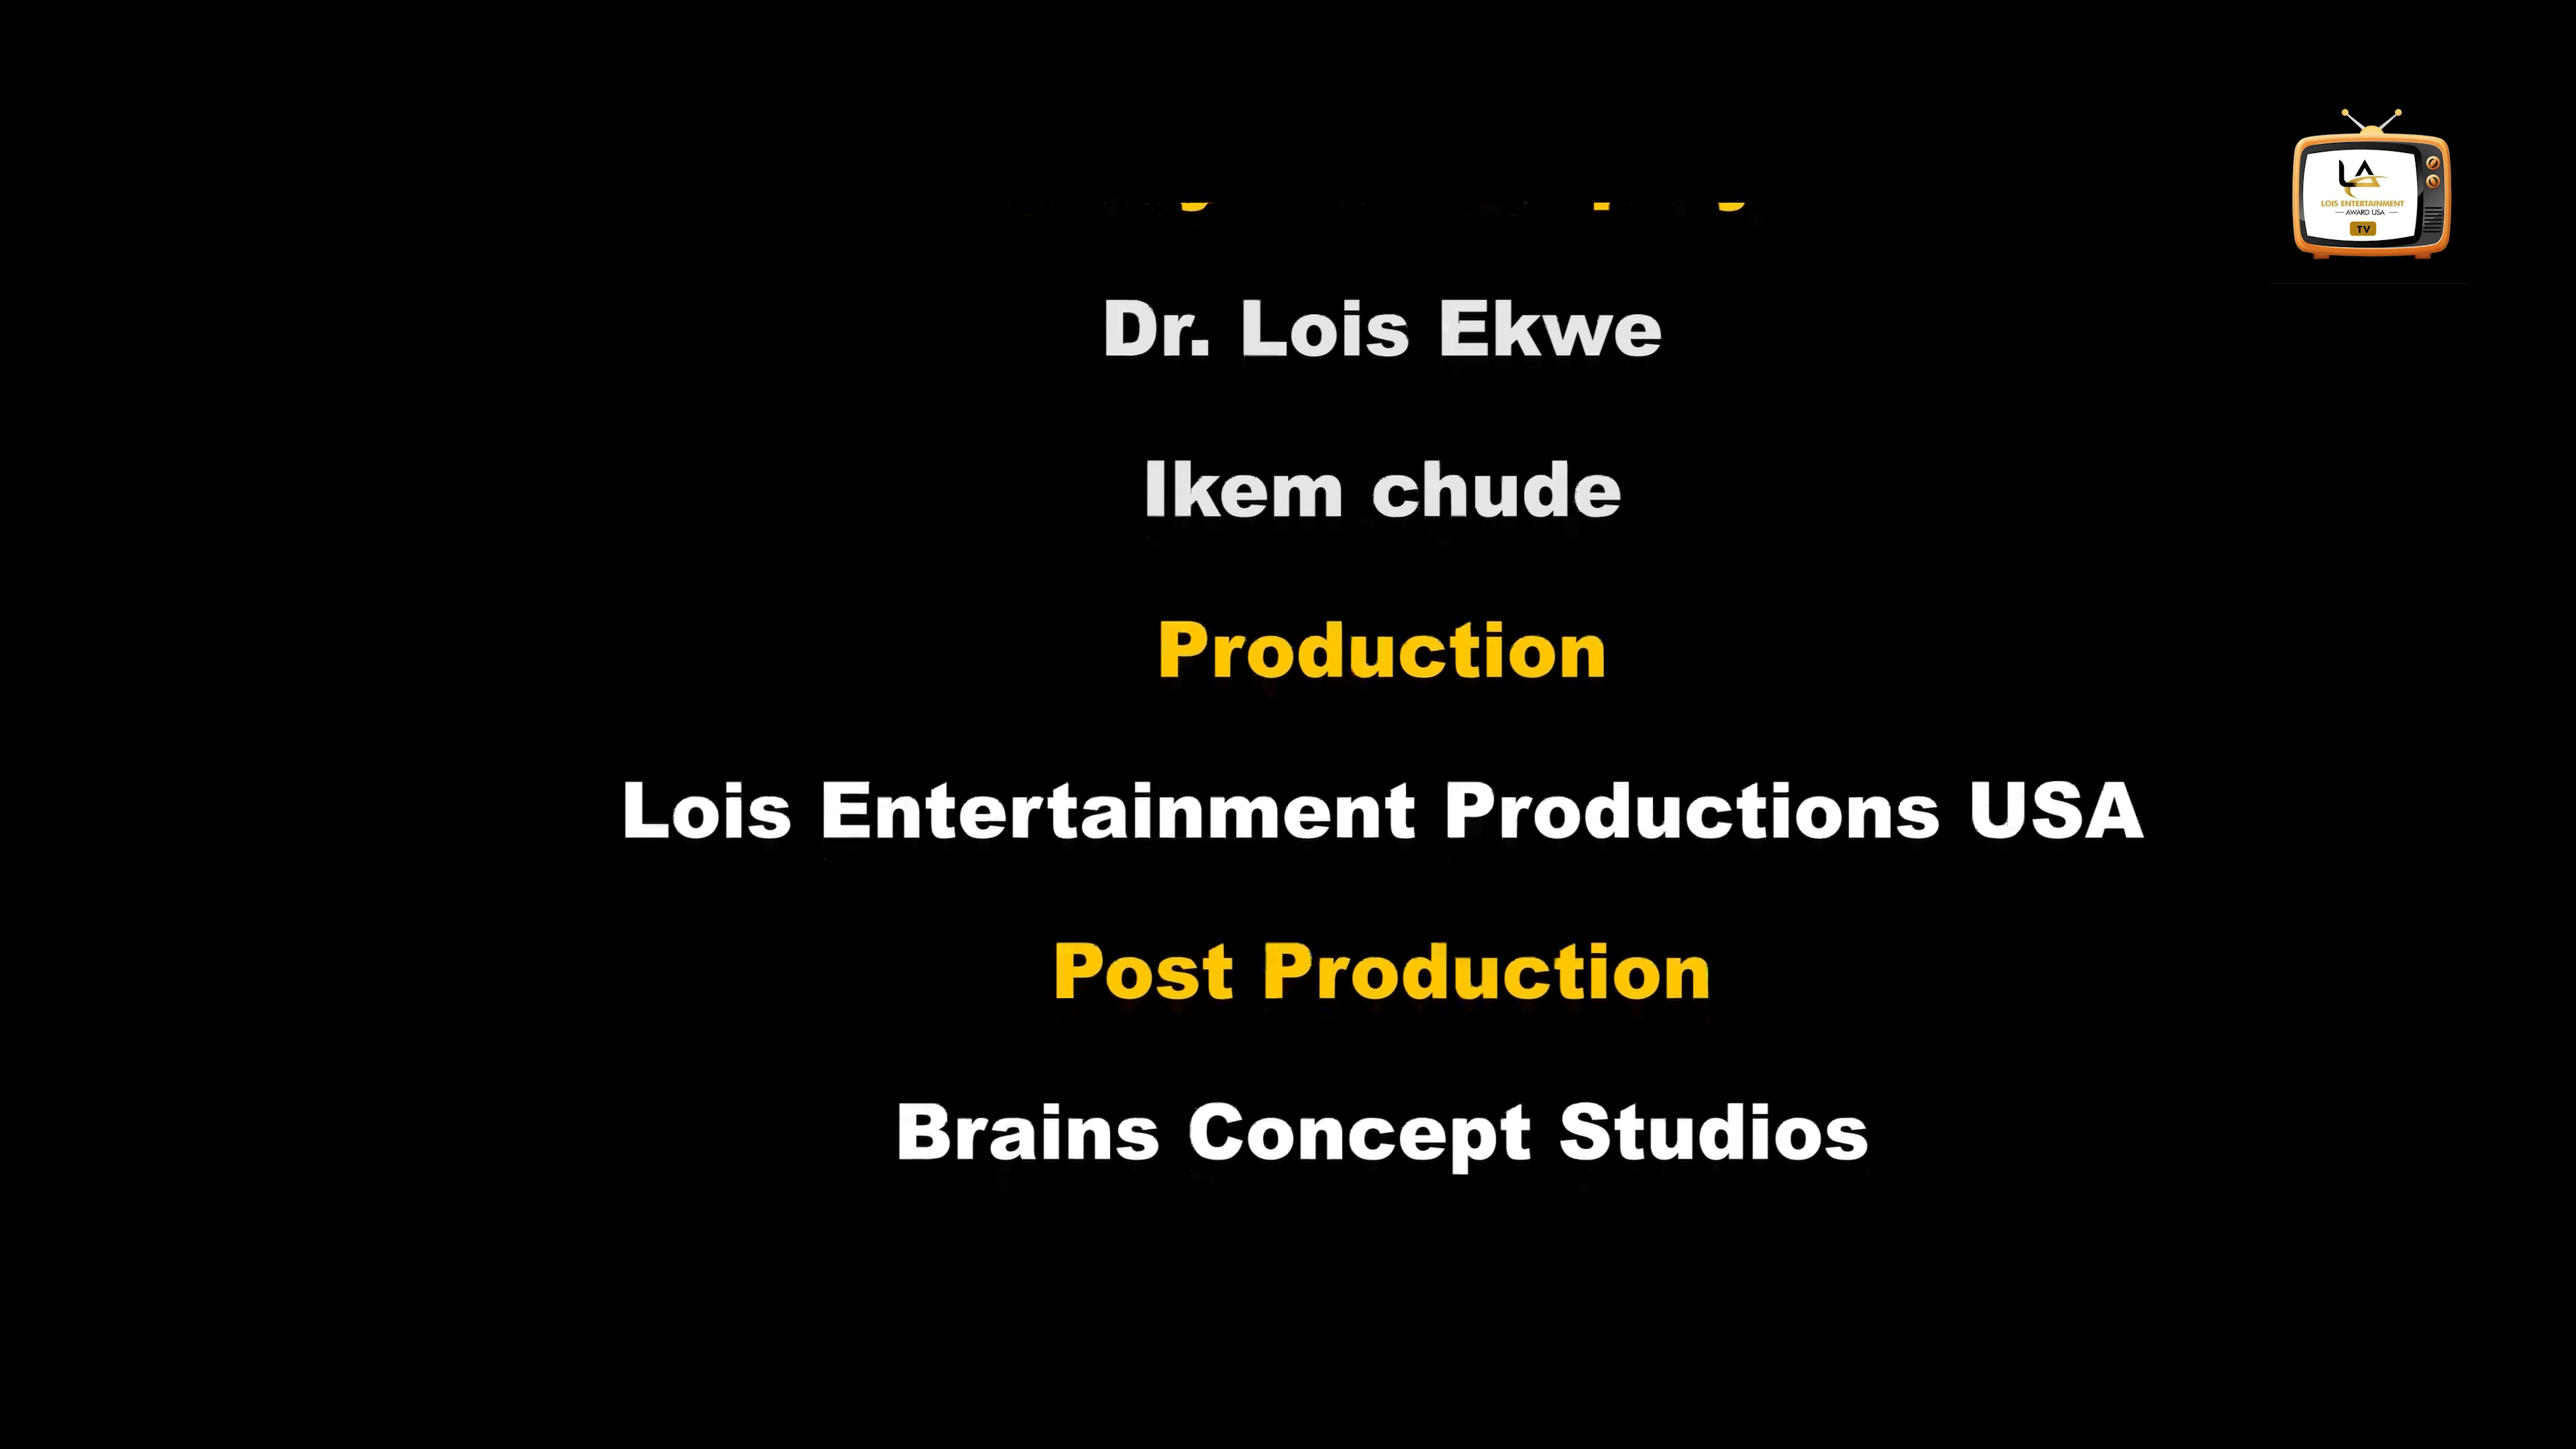 LA
LOIS ENTERTAINMENT
AWARD USA
TV
Dr. Lois Ekwe
Ikem chude
Production
Lois Entertainment Productions USA
Post Production
Brains Concept Studios